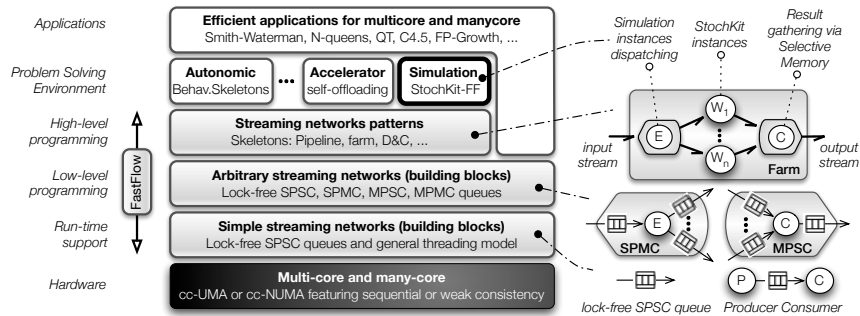 Applications
Efficient applications for multicore and manycore
Smith-Waterman, N-queens, QT, C4.5, FP-Growth, ...
Problem Solving
Environment
Autonomic
Behav.Skeletons
...
Accelerator
self-offloading
Simulation
StochKit-FF
High-level
programming
Streaming networks patterns
Skeletons: Pipeline, farm, D&C, ...
FastFlow
Low-level
programming
Arbitrary streaming networks (building blocks)
Lock-free SPSC, SPMC, MPSC, MPMC queues
Run-time
support
Simple streaming networks (building blocks)
Lock-free SPSC queues and general threading model
Hardware
Multi-core and many-core
cc-UMA or cc-NUMA featuring sequential or weak consistency
Simulation
instances
dispatching
StochKit
instances
Result
gathering via
Selective
Memory
input
stream
E
W1
Wn
C
Farm
output
stream
E
SPMC
C
MPSC
lock-free SPSC queue
P
C
Producer Consumer